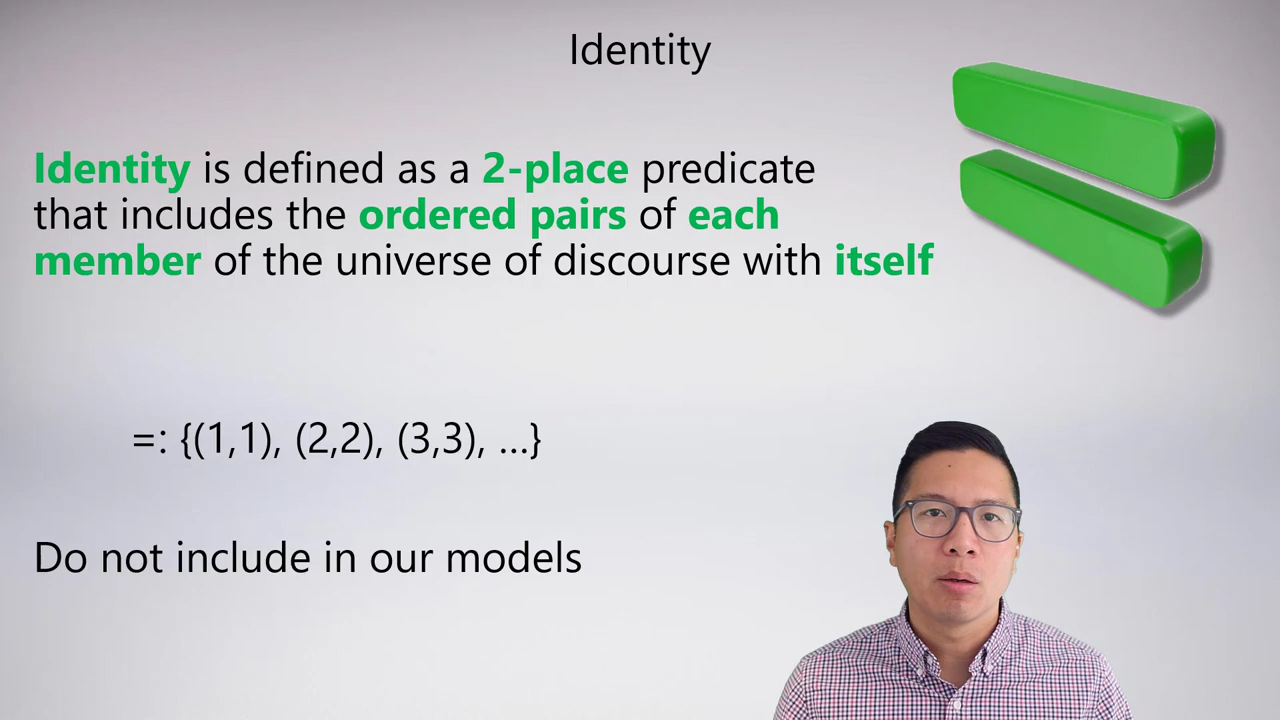 Identity
Identity is defined as a 2-place predicate
that includes the ordered pairs of each
member of the universe of discourse with itself
=: {(1,1), (2,2), (3,3), ...}
Do not include in our models